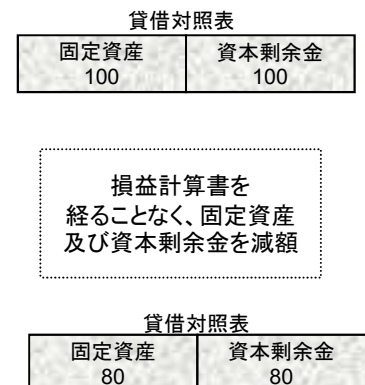 貸借対照表
固定資産 資本剰余金
100 100
損益計算書を
経ることなく、固定資産
及び資本剰余金を減額
貸借対照表
固定資産 資本剰余金
80 80